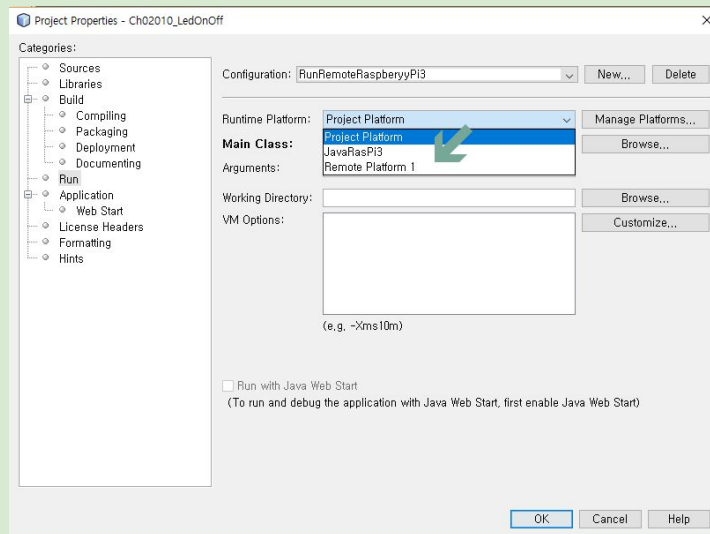 Project Properties - Ch02010_LedOnOff
Categories:
Sources
Libraries
Build
Compiling
Packaging
Deployment
Documenting
Run
Application
Web Start
License Headers
Formatting
Hints
Configuration: RunRemoteRaspberyyPi3 New... Delete
Runtime Platform: Project Platform Manage Platforms...
Project Platform
JavaRasPi3
Remote Platform 1
Main Class: Browse...
Arguments:
Working Directory: Browse...
VM Options: Customize...
(e.g. -Xms10m)
Run with Java Web Start
(To run and debug the application with Java Web Start, first enable Java Web Start)
OK Cancel Help